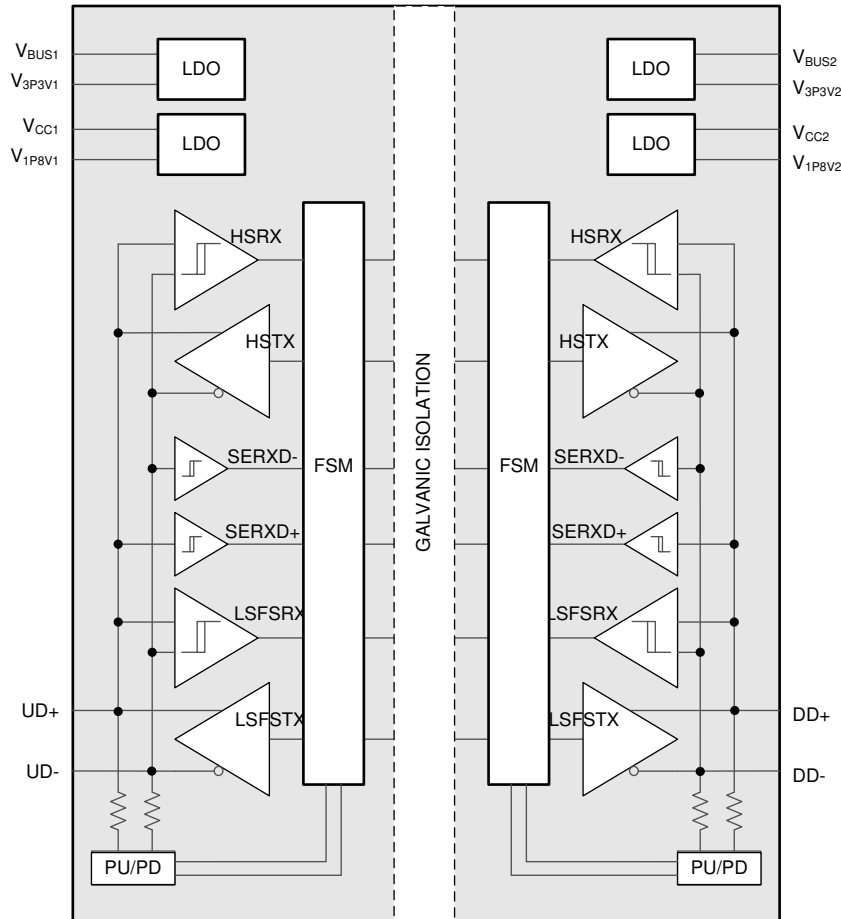 VBUS1
V3P3V1
LDO
VCC1
V1P8V1
LDO
LDO
VBUS2
V3P3V2
LDO
VCC2
V1P8V2
HSRX
HSTX
SERXD-
FSM
SERXD+
LSFSRX
LSFSTX
UD+
UD-
PU/PD
GALVANIC ISOLATION
HSRX
HSTX
FSM
SERXD-
SERXD+
LSFSRX
LSFSTX
DD+
DD-
PU/PD